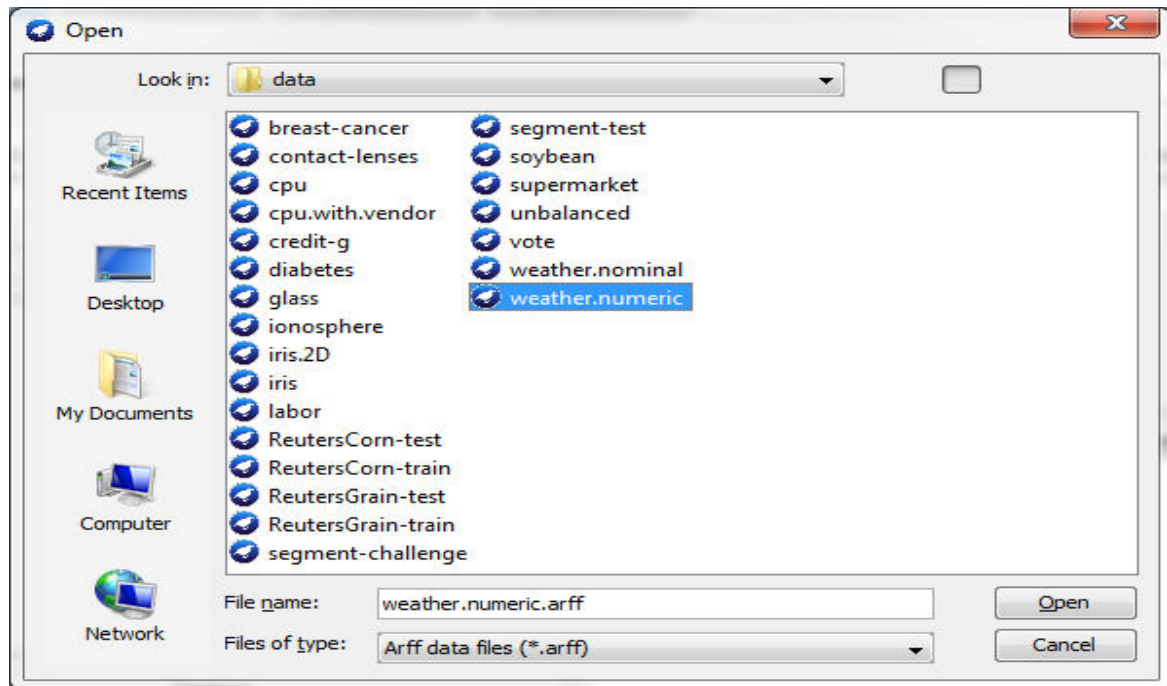 Open
Look in: data
Recent Items
Desktop
My Documents
Computer
Network
breast-cancer
contact-lenses
cpu
cpu.with.vendor
credit-g
diabetes
glass
ionosphere
iris.2D
iris
labor
ReutersCorn-test
ReutersCorn-train
ReutersGrain-test
ReutersGrain-train
segment-challenge
segment-test
soybean
supermarket
unbalanced
vote
weather.nominal
weather.numeric
File name: weather.numeric.arff Open
Files of type: Arff data files (*.arff) Cancel